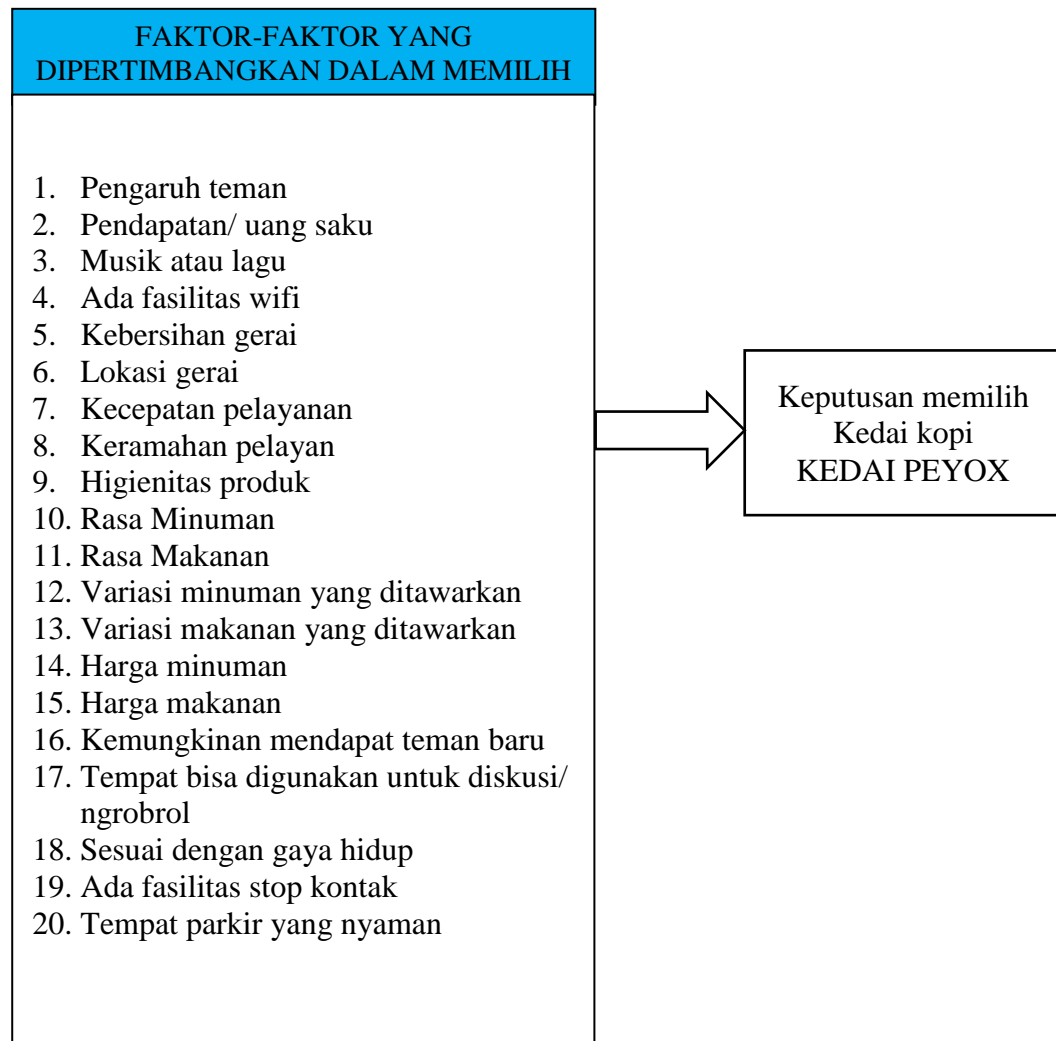 FAKTOR-FAKTOR YANG
DIPERTIMBANGKAN DALAM MEMILIH
1. Pengaruh teman
2. Pendapatan/ uang saku
3. Musik atau lagu
4. Ada fasilitas wifi
5. Kebersihan gerai
6. Lokasi gerai
7. Kecepatan pelayanan
8. Keramahan pelayan
9. Higienitas produk
10. Rasa Minuman
11. Rasa Makanan
12. Variasi minuman yang ditawarkan
13. Variasi makanan yang ditawarkan
14. Harga minuman
15. Harga makanan
16. Kemungkinan mendapat teman baru
17. Tempat bisa digunakan untuk diskusi/
ngrobrol
18. Sesuai dengan gaya hidup
19. Ada fasilitas stop kontak
20. Tempat parkir yang nyaman
Keputusan memilih
Kedai kopi
KEDAI PEYOX